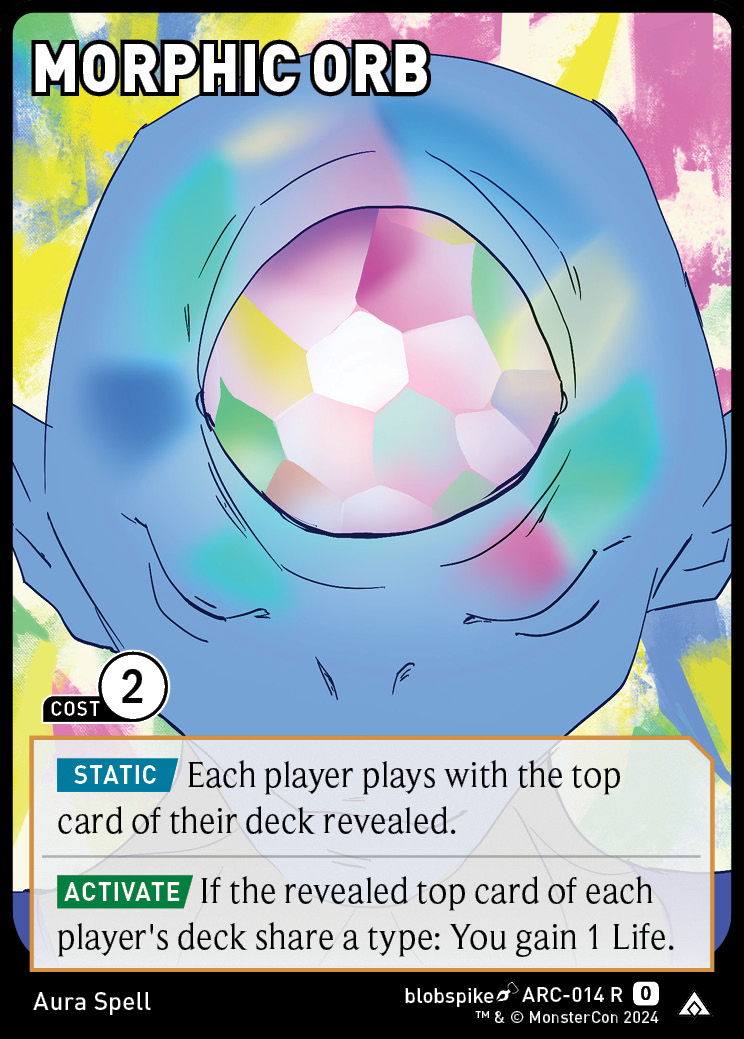 MORPHIC ORB
COST 2
STATIC Each player plays with the top
card of their deck revealed.
ACTIVATE If the revealed top card of each
player's deck share a type: You gain 1 Life.
Aura Spell
blobspike ARC-014 R 0
™ & © MonsterCon 2024